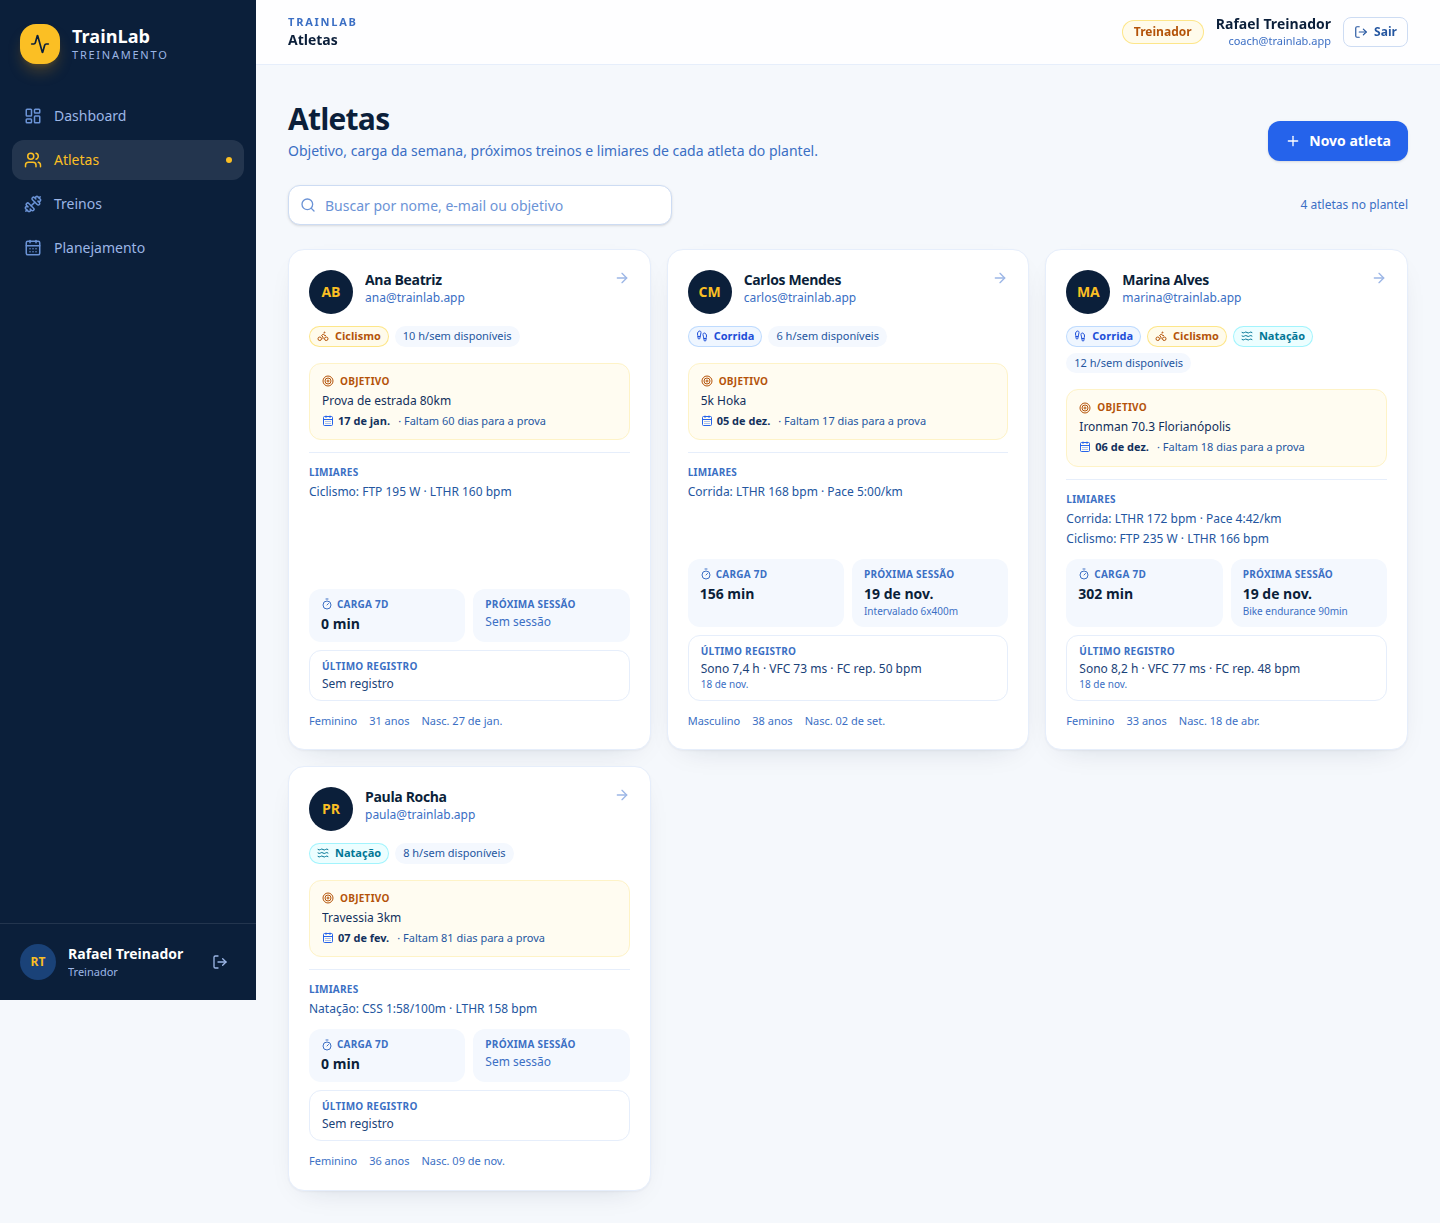 TrainLab
TREINAMENTO
Dashboard
Atletas
Treinos
Planejamento
RT
Rafael Treinador
Treinador
TRAINLAB
Atletas
Treinador
Rafael Treinador
coach@trainlab.app
Sair
Atletas
Objetivo, carga da semana, próximos treinos e limiares de cada atleta do plantel.
Novo atleta
Buscar por nome, e-mail ou objetivo
4 atletas no plantel
AB
Ana Beatriz
ana@trainlab.app
Ciclismo
10 h/sem disponíveis
OBJETIVO
Prova de estrada 80km
17 de jan. · Faltam 60 dias para a prova
LIMIARES
Ciclismo: FTP 195 W · LTHR 160 bpm
CARGA 7D
0 min
PRÓXIMA SESSÃO
Sem sessão
ÚLTIMO REGISTRO
Sem registro
Feminino 31 anos Nasc. 27 de jan.
CM
Carlos Mendes
carlos@trainlab.app
Corrida
6 h/sem disponíveis
OBJETIVO
5k Hoka
05 de dez. · Faltam 17 dias para a prova
LIMIARES
Corrida: LTHR 168 bpm · Pace 5:00/km
CARGA 7D
156 min
PRÓXIMA SESSÃO
19 de nov.
Intervalado 6x400m
ÚLTIMO REGISTRO
Sono 7,4 h · VFC 73 ms · FC rep. 50 bpm
18 de nov.
Masculino 38 anos Nasc. 02 de set.
MA
Marina Alves
marina@trainlab.app
Corrida
Ciclismo
Natação
12 h/sem disponíveis
OBJETIVO
Ironman 70.3 Florianópolis
06 de dez. · Faltam 18 dias para a prova
LIMIARES
Corrida: LTHR 172 bpm · Pace 4:42/km
Ciclismo: FTP 235 W · LTHR 166 bpm
CARGA 7D
302 min
PRÓXIMA SESSÃO
19 de nov.
Bike endurance 90min
ÚLTIMO REGISTRO
Sono 8,2 h · VFC 77 ms · FC rep. 48 bpm
18 de nov.
Feminino 33 anos Nasc. 18 de abr.
PR
Paula Rocha
paula@trainlab.app
Natação
8 h/sem disponíveis
OBJETIVO
Travessia 3km
07 de fev. · Faltam 81 dias para a prova
LIMIARES
Natação: CSS 1:58/100m · LTHR 158 bpm
CARGA 7D
0 min
PRÓXIMA SESSÃO
Sem sessão
ÚLTIMO REGISTRO
Sem registro
Feminino 36 anos Nasc. 09 de nov.